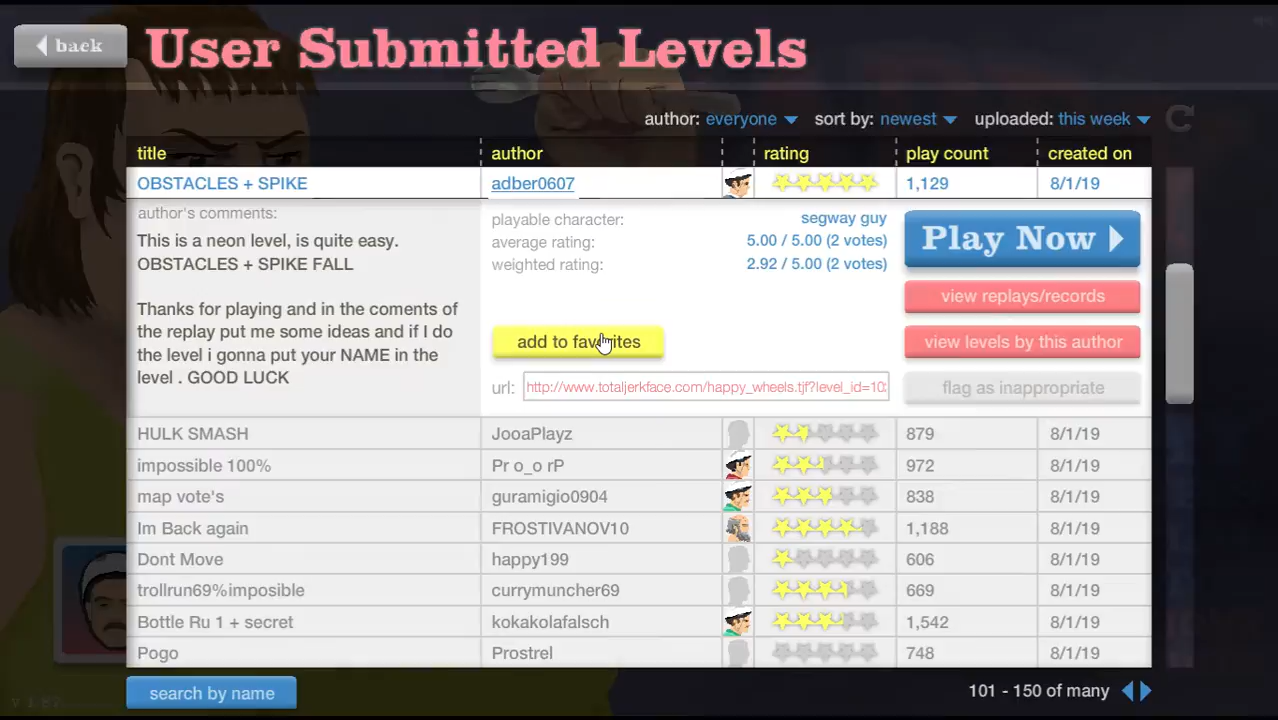 back
User Submitted Levels
author: everyone sort by: newest uploaded: this week
title author rating play count created on
OBSTACLES + SPIKE adber0607 1,129 8/1/19
author's comments:
This is a neon level, is quite easy.
OBSTACLES + SPIKE FALL
Thanks for playing and in the coments of
the replay put me some ideas and if I do
the level i gonna put your NAME in the
level . GOOD LUCK
playable character: segway guy
average rating: 5.00 / 5.00 (2 votes)
weighted rating: 2.92 / 5.00 (2 votes)
add to favorites
url: http://www.totaljerkface.com/happy_wheels.tjf?level_id=10
Play Now
view replays/records
view levels by this author
flag as inappropriate
HULK SMASH JooaPlayz 879 8/1/19
impossible 100% Pr o_o rP 972 8/1/19
map vote's guramigio0904 838 8/1/19
Im Back again FROSTIVANOV10 1,188 8/1/19
Dont Move happy199 606 8/1/19
trollrun69%imposible currymuncher69 669 8/1/19
Bottle Ru 1 + secret kokakolafalsch 1,542 8/1/19
Pogo Prostrel 748 8/1/19
search by name
101 - 150 of many